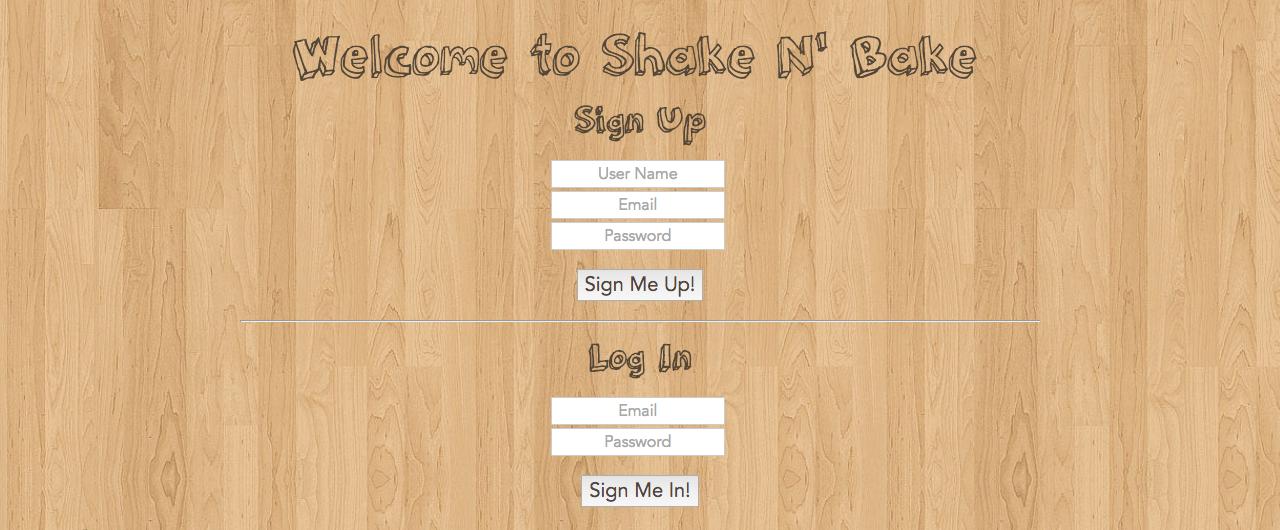 Welcome to Shake N' Bake
Sign Up
User Name
Email
Password
Sign Me Up!
Log In
Email
Password
Sign Me In!